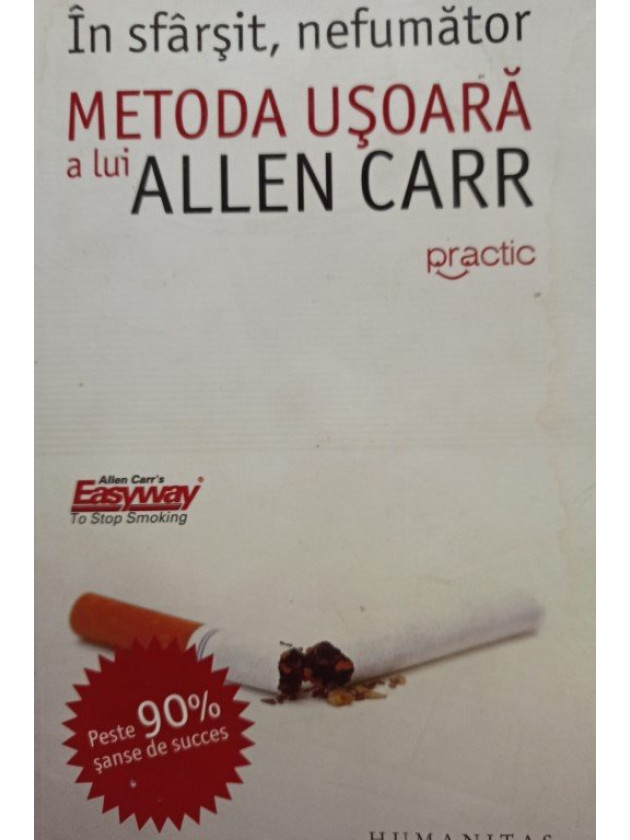 În sfârşit, nefumător
METODA UŞOARĂ
a lui ALLEN CARR
practic
Allen Carr's
Easyway®
To Stop Smoking
Peste 90%
şanse de succes
HUMANITAS